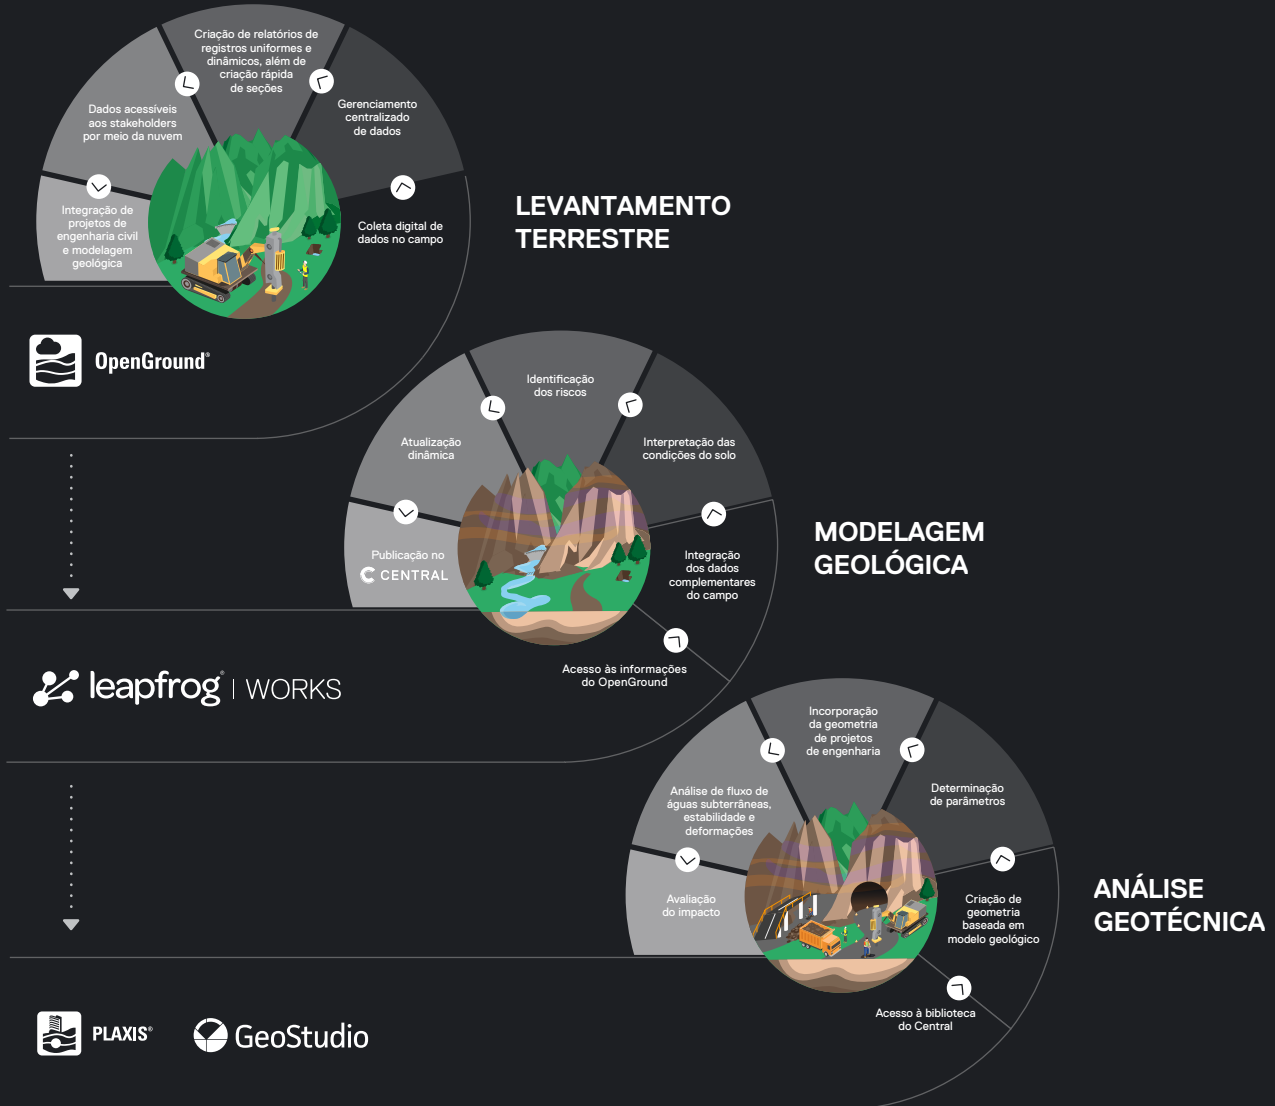 Criação de relatórios de
registros uniformes e
dinâmicos, além de
criação rápida
de seções
Dados acessíveis
aos stakeholders
por meio da nuvem
Gerenciamento
centralizado
de dados
Integração de
projetos de
engenharia civil
e modelagem
geológica
Coleta digital de
dados no campo
LEVANTAMENTO
TERRESTRE
OpenGround®
Identificação
dos riscos
Atualização
dinâmica
Interpretação das
condições do solo
Publicação no
CENTRAL
Integração
dos dados
complementares
do campo
Acesso às informações
do OpenGround
MODELAGEM
GEOLÓGICA
leapfrog® | WORKS
Incorporação
da geometria
de projetos
de engenharia
Análise de fluxo de
águas subterrâneas,
estabilidade e
deformações
Determinação
de parâmetros
Avaliação
do impacto
Criação de
geometria
baseada em
modelo geológico
Acesso à biblioteca
do Central
ANÁLISE
GEOTÉCNICA
PLAXIS®
GeoStudio